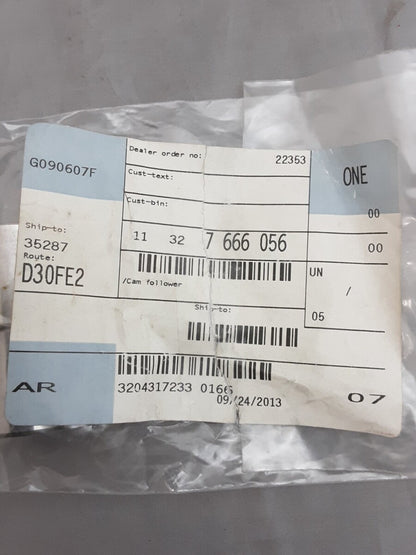 G090607F
Dealer order no:
22353
Cust-text:
Cust-bin:
ONE
00
Ship-to:
35287
Route:
D30FE2
11 32 7 666 056
00
/Cam follower
UN
/
05
Ship-to:
3204317233 0166
09/24/2013
AR
07